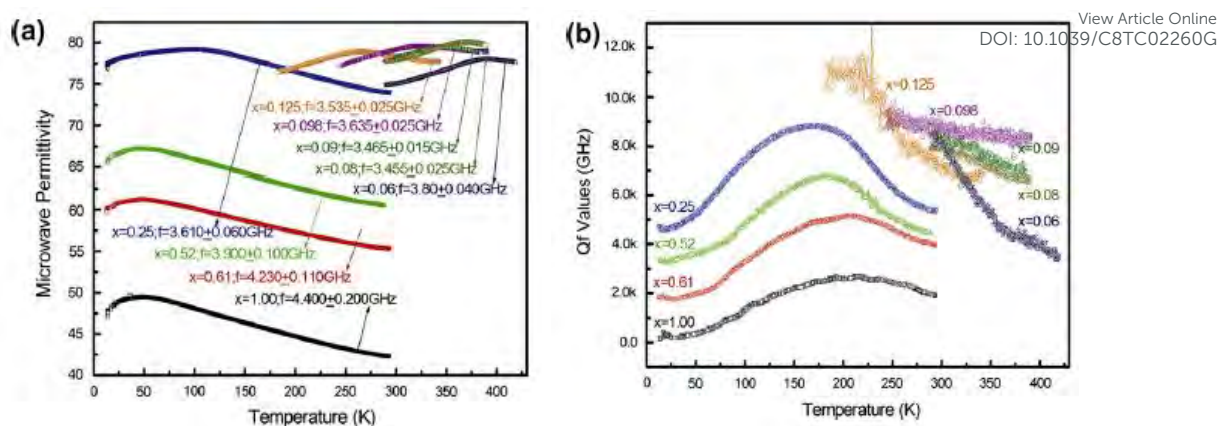 View Article Online
DOI: 10.1039/C8TC02260G
(a)
Microwave Permittivity
80
75
70
65
60
55
50
45
40
x=0.125;f=3.535±0.025GHz
x=0.098;f=3.635±0.025GHz
x=0.09;f=3.465±0.015GHz
x=0.08;f=3.455±0.025GHz
x=0.06;f=3.80±0.040GHz
x=0.25;f=3.610±0.060GHz
x=0.52;f=3.900±0.100GHz
x=0.61;f=4.230±0.110GHz
x=1.00;f=4.400±0.200GHz
0 50 100 150 200 250 300 350 400
Temperature (K)
(b)
Qf Values (GHz)
12.0k
10.0k
8.0k
6.0k
4.0k
2.0k
0.0
x=0.125
x=0.098
x=0.09
x=0.08
x=0.06
x=0.25
x=0.52
x=0.61
x=1.00
0 50 100 150 200 250 300 350 400
Temperature (K)